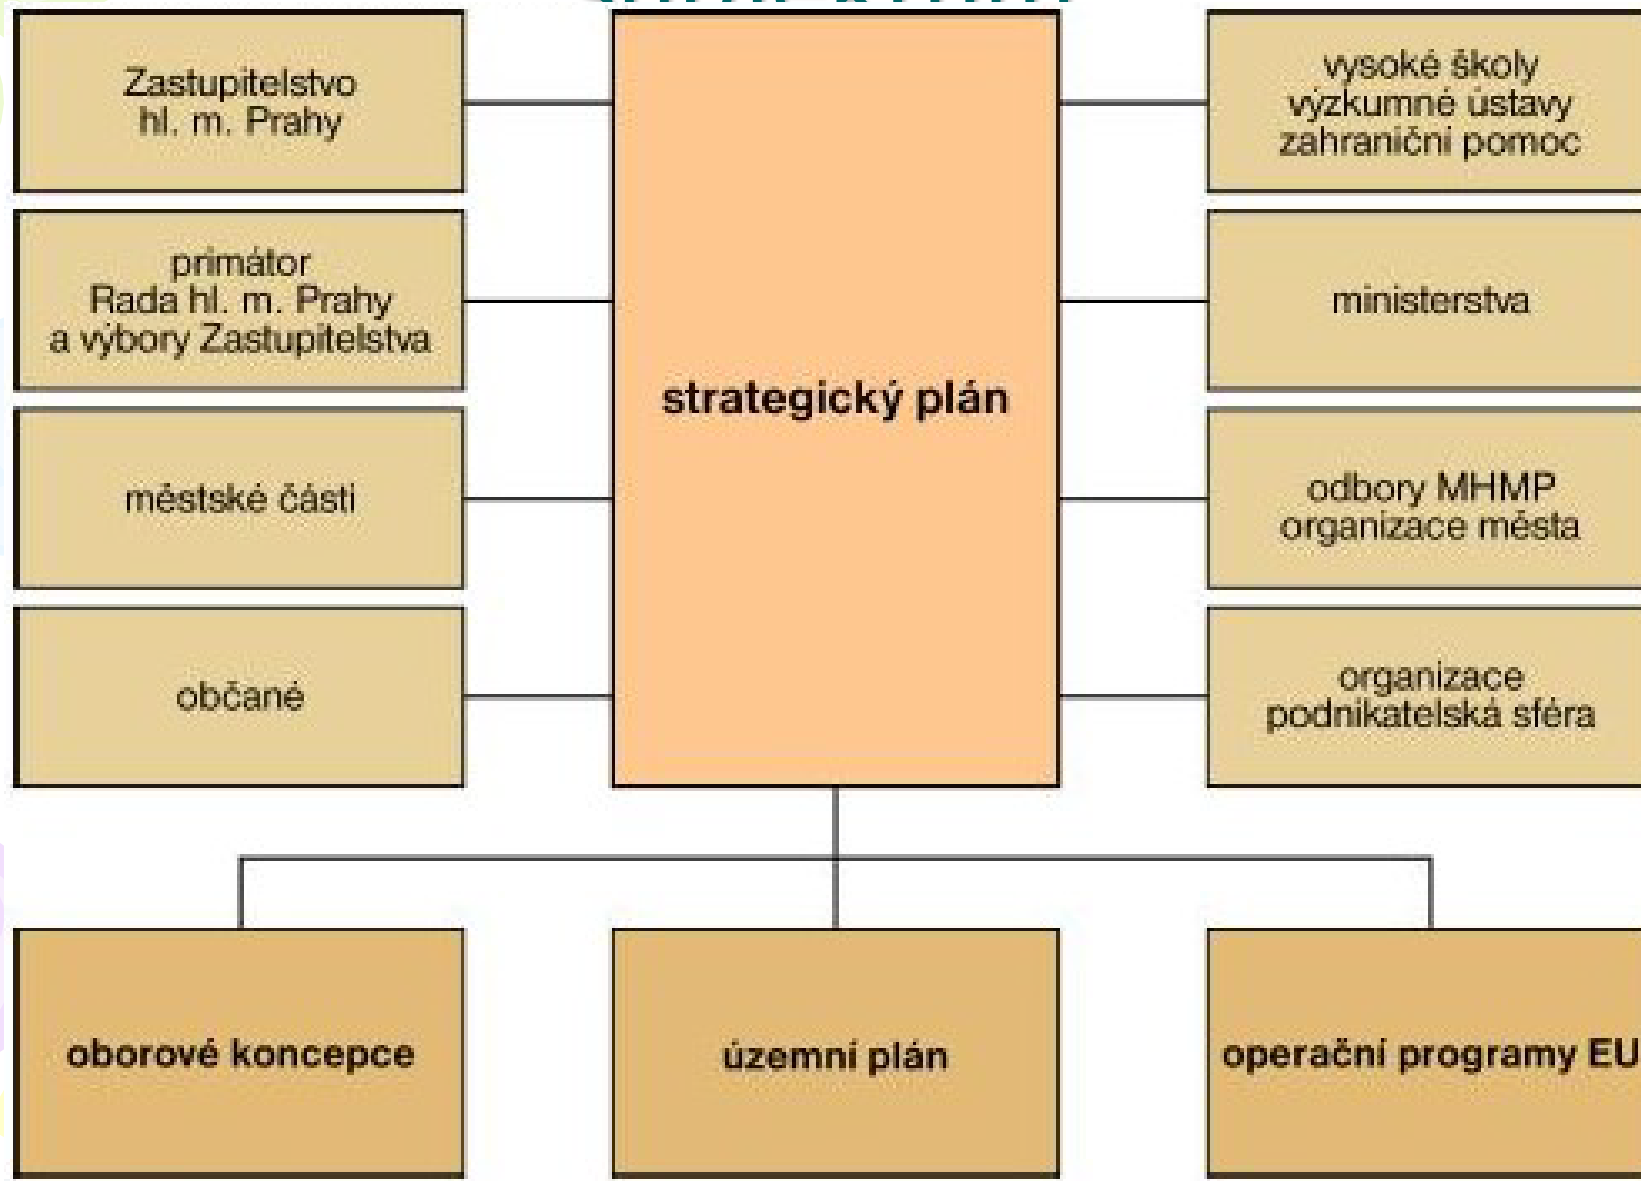 Zastupitelstvo
hl. m. Prahy
primátor
Rada hl. m. Prahy
a výbory Zastupitelstva
městské části
občané
strategický plán
vysoké školy
výzkumné ústavy
zahraniční pomoc
ministerstva
odbory MHMP
organizace města
organizace
podnikatelská sféra
oborové koncepce
územní plán
operační programy EU